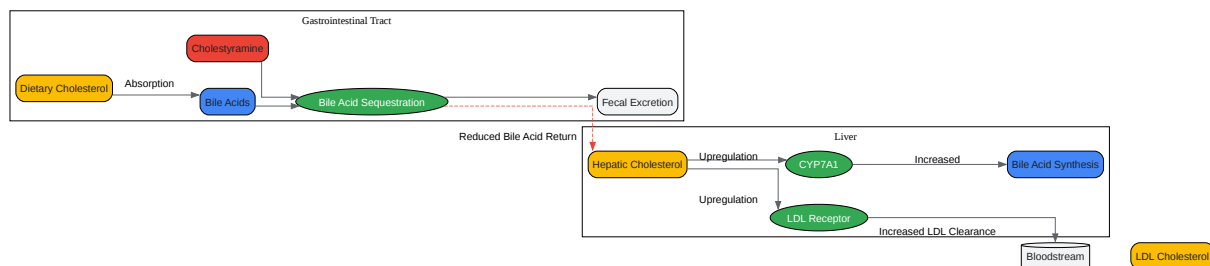 Gastrointestinal Tract
Cholestyramine
Dietary Cholesterol
Absorption
Bile Acids
Bile Acid Sequestration
Fecal Excretion
Reduced Bile Acid Return
Liver
Hepatic Cholesterol
Upregulation
CYP7A1
Increased
Bile Acid Synthesis
Upregulation
LDL Receptor
Increased LDL Clearance
Bloodstream
LDL Cholesterol